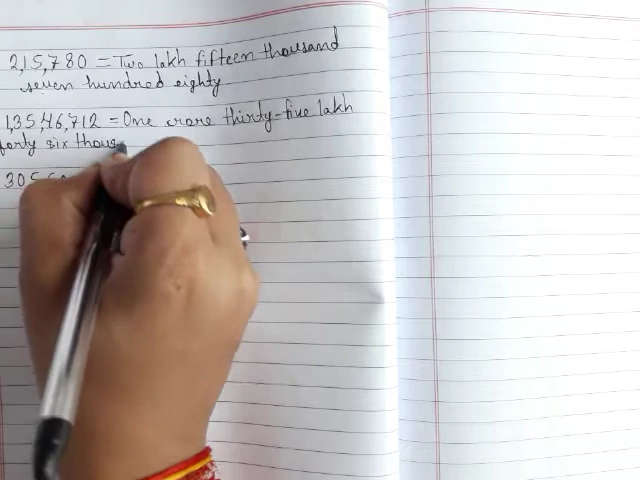 2,15,780 = Two lakh fifteen thousand
seven hundred eighty
1,35,46,712 = One crore thirty-five lakh
forty six thous